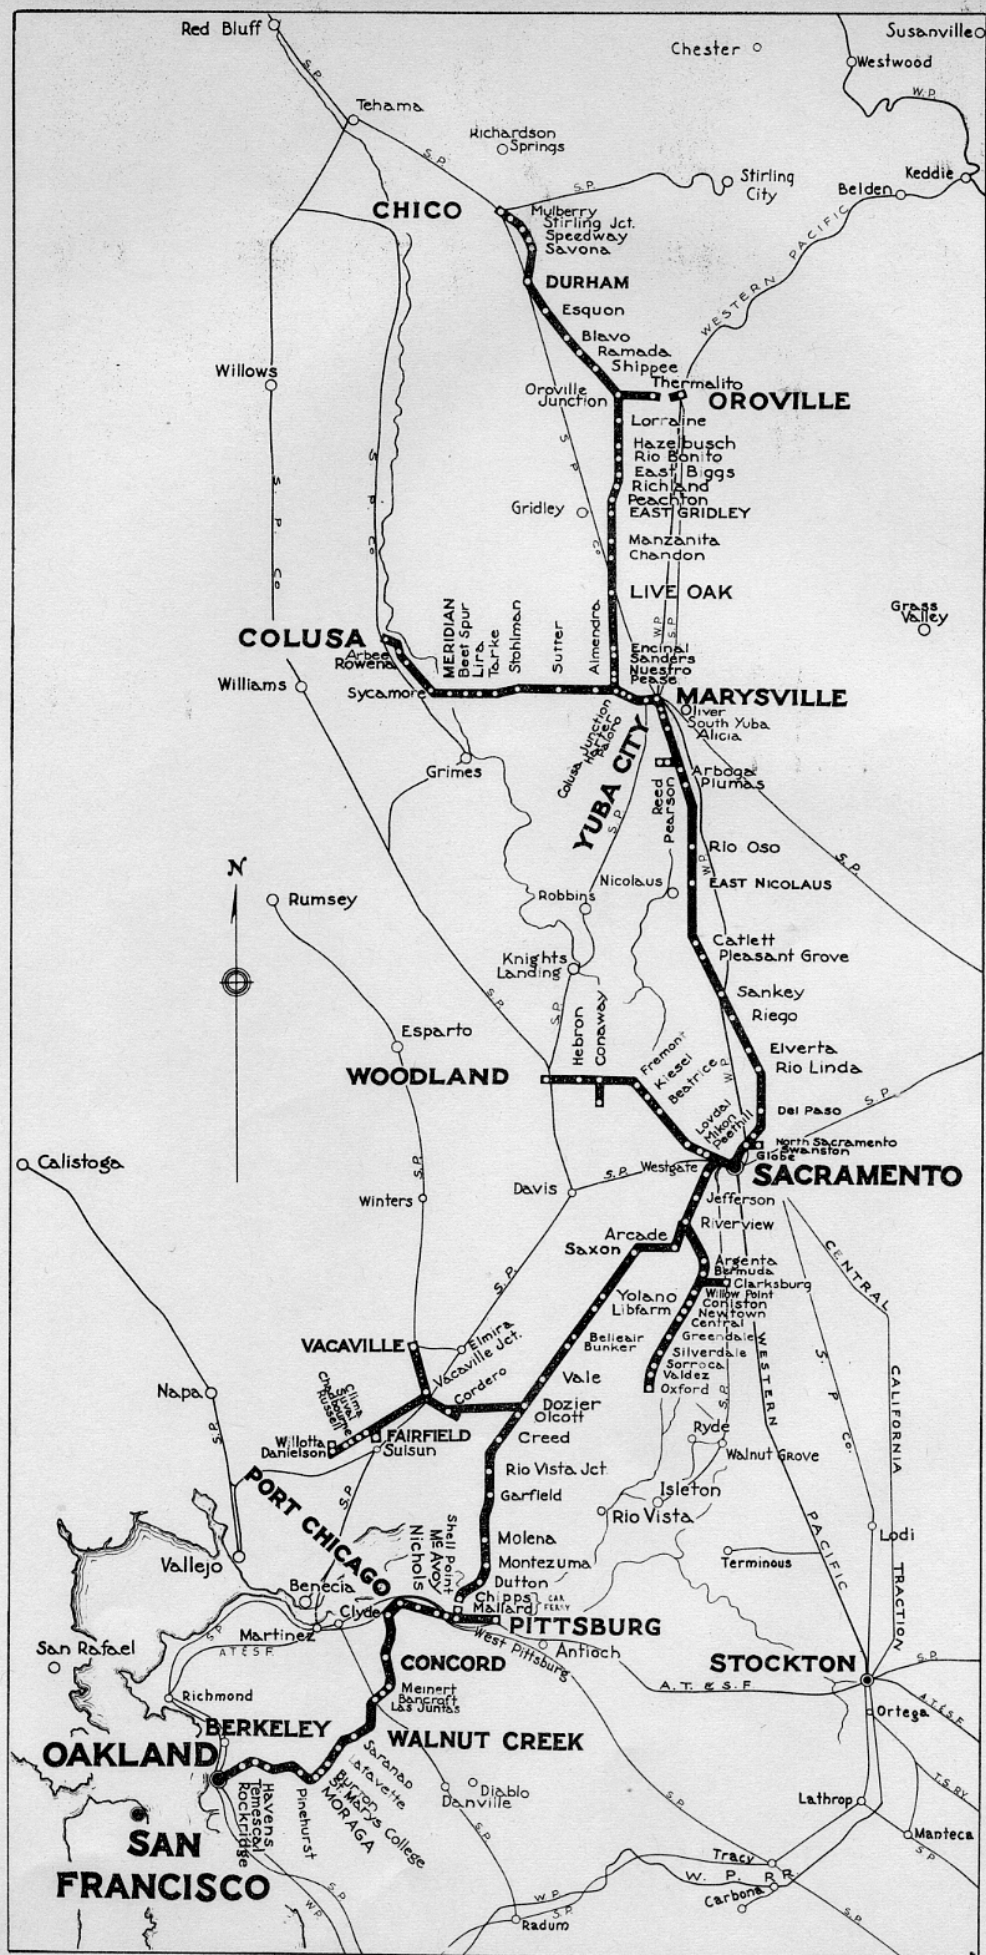 Red Bluff
Susanville
Chester
Westwood
S.P.
W.P.
Tehama
Richardson
Springs
S.P.
S.P.
Stirling
City
Keddie
Belden
CHICO
Mulberry
Stirling Jct.
Speedway
Savona
WESTERN PACIFIC
DURHAM
Esquon
Blavo
Ramada
Shippee
Willows
Thermalito
Oroville
Junction
OROVILLE
Lorraine
Hazelbusch
Rio Bonito
East Biggs
Richland
Peachton
EAST GRIDLEY
Gridley
S P Co
S. P. Co
S P Co
Manzanita
Chandon
LIVE OAK
Grass
Valley
W.P.
S.P.
COLUSA
Arbee
Rowena
MERIDIAN
Beet Spur
Lira
Tarke
Stohlman
Sutter
Almendra
Encinal
Sanders
Nuestro
Pease
Williams
Sycamore
MARYSVILLE
Oliver
South Yuba
Alicia
Colusa Junction
Harter
Paloro
YUBA CITY
Grimes
Arboga
Plumas
Reed
Pearson
S.P.
W.P.
Rio Oso
S.P.
N
Nicolaus
EAST NICOLAUS
Rumsey
Robbins
Catlett
Pleasant Grove
Knights
Landing
Sankey
Riego
S.P.
S.P.
Hebron
Conaway
Esparto
Elverta
Rio Linda
WOODLAND
Fremont
Kiesel
Beatrice
W.P.
S.P.
Del Paso
Lovdal
Mikon
Peethill
North Sacramento
Swanston
Globe
Calistoga
S.P.
S.P.
Westgate
SACRAMENTO
Davis
Winters
Jefferson
Riverview
Arcade
Saxon
CENTRAL
Argenta
Bermuda
Clarksburg
Willow Point
Coniston
Newtown
Central
Greendale
Silverdale
Sorroca
Valdez
Oxford
S.P.
Yolano
Libfarm
Belleair
Bunker
VACAVILLE
Elmira
Vacaville Jct.
WESTERN
S. P Co.
CALIFORNIA
Cordero
Vale
Clima
Suval
Chadbourne
Russell
Napa
Dozier
Olcott
S.P.
Willotta
Danielson
FAIRFIELD
Suisun
Creed
Ryde
Walnut Grove
S.P.
Rio Vista Jct.
Garfield
Isleton
Rio Vista
PORT CHICAGO
S.P.
PACIFIC
Lodi
Vallejo
Shell Point
McAvoy
Nichols
Molena
Montezuma
Terminous
TRACTION
Benecia
Dutton
Chipps
Mallard
CAR
FERRY
Clyde
Martinez
S.P.
A.T.&S.F.
PITTSBURG
West Pittsburg
Antioch
San Rafael
CONCORD
STOCKTON
S.P.
A.T. & S.F
Richmond
Meinert
Bancroft
Las Juntas
A.T.&S.F.
Ortega
BERKELEY
WALNUT CREEK
OAKLAND
Saranap
Lafayette
Burton
St. Marys College
MORAGA
Pinehurst
Havens
Temescal
Rockridge
Diablo
Danville
T.S.RY
Lathrop
S.P.
SAN
FRANCISCO
S.P.
Manteca
S.P.
Tracy
W. P. R.R.
Carbona
S.P.
W.P.
W.P.
S.P.
Radum
S.P.